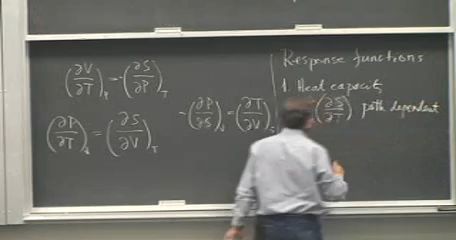 (∂V/∂T)_P = -(∂S/∂P)_T
(∂P/∂T)_V = (∂S/∂V)_T
-(∂P/∂S)_V = (∂T/∂V)_S
Response functions
1. Heat capacity
(∂S/∂T) path dependent